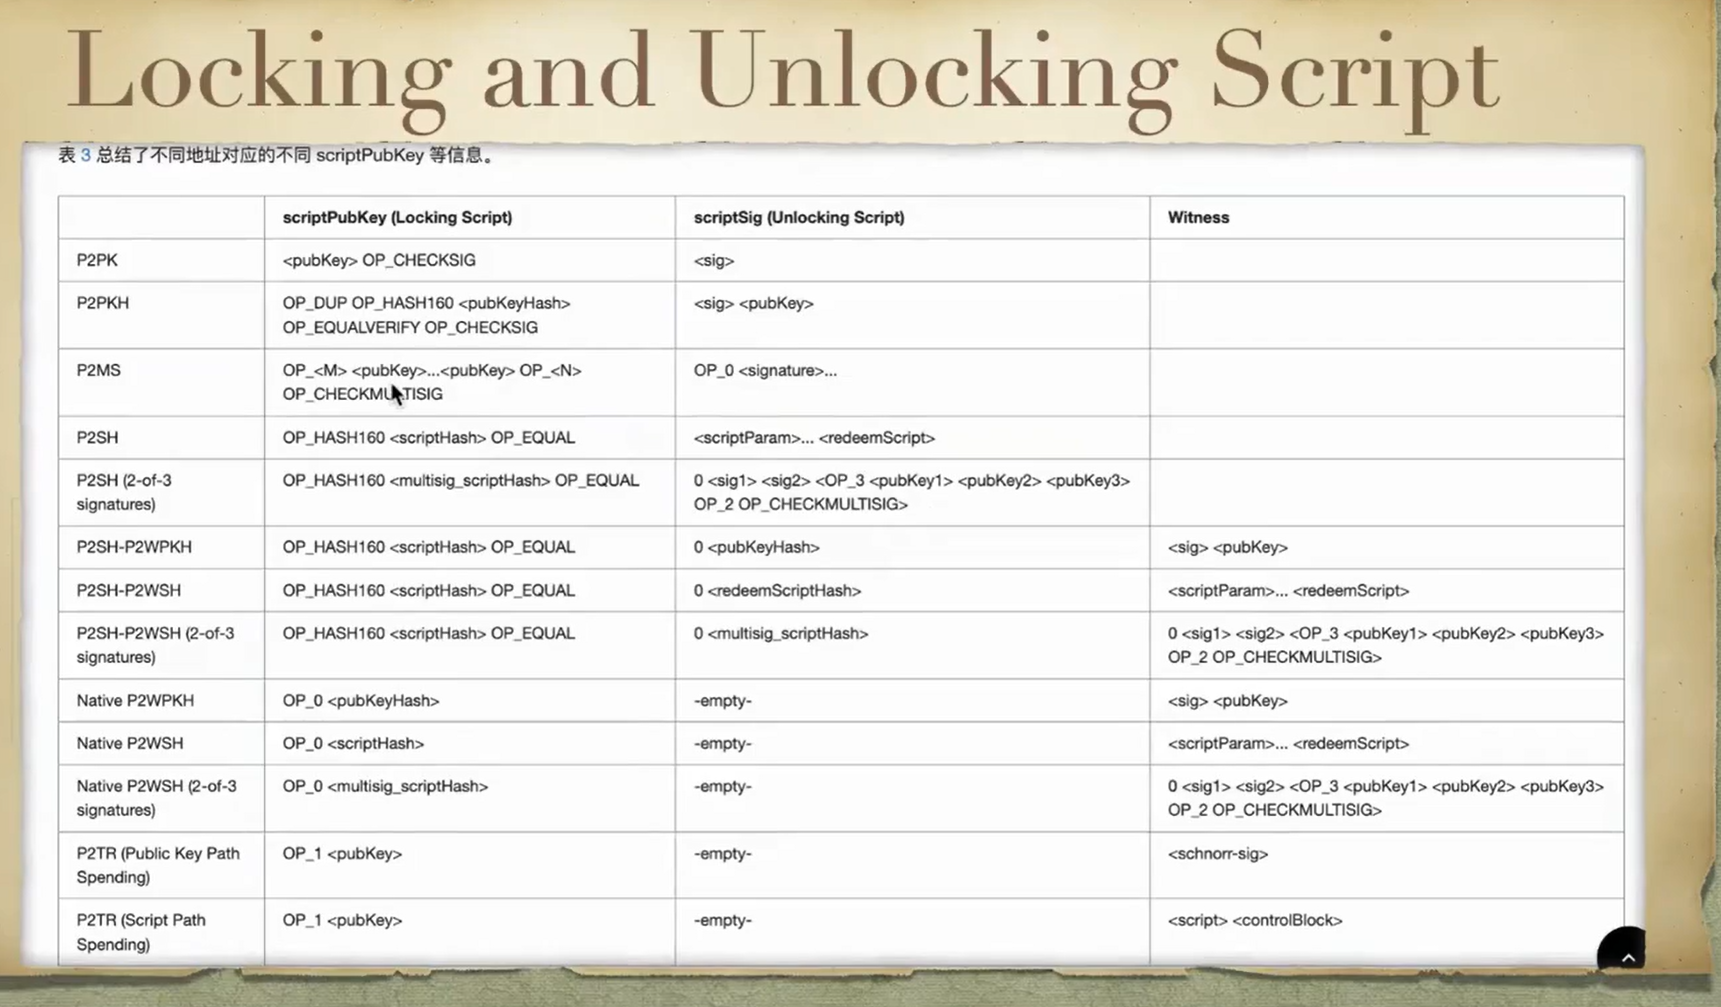 Locking and Unlocking Script
表 3 总结了不同地址对应的不同 scriptPubKey 等信息。
scriptPubKey (Locking Script) scriptSig (Unlocking Script) Witness
P2PK <pubKey> OP_CHECKSIG <sig>
P2PKH OP_DUP OP_HASH160 <pubKeyHash> <sig> <pubKey>
OP_EQUALVERIFY OP_CHECKSIG
P2MS OP_<M> <pubKey>...<pubKey> OP_<N> OP_0 <signature>...
OP_CHECKMULTISIG
P2SH OP_HASH160 <scriptHash> OP_EQUAL <scriptParam>... <redeemScript>
P2SH (2-of-3 OP_HASH160 <multisig_scriptHash> OP_EQUAL 0 <sig1> <sig2> <OP_3 <pubKey1> <pubKey2> <pubKey3>
signatures) OP_2 OP_CHECKMULTISIG>
P2SH-P2WPKH OP_HASH160 <scriptHash> OP_EQUAL 0 <pubKeyHash> <sig> <pubKey>
P2SH-P2WSH OP_HASH160 <scriptHash> OP_EQUAL 0 <redeemScriptHash> <scriptParam>... <redeemScript>
P2SH-P2WSH (2-of-3 OP_HASH160 <scriptHash> OP_EQUAL 0 <multisig_scriptHash> 0 <sig1> <sig2> <OP_3 <pubKey1> <pubKey2> <pubKey3>
signatures) OP_2 OP_CHECKMULTISIG>
Native P2WPKH OP_0 <pubKeyHash> -empty- <sig> <pubKey>
Native P2WSH OP_0 <scriptHash> -empty- <scriptParam>... <redeemScript>
Native P2WSH (2-of-3 OP_0 <multisig_scriptHash> -empty- 0 <sig1> <sig2> <OP_3 <pubKey1> <pubKey2> <pubKey3>
signatures) OP_2 OP_CHECKMULTISIG>
P2TR (Public Key Path OP_1 <pubKey> -empty- <schnorr-sig>
Spending)
P2TR (Script Path OP_1 <pubKey> -empty- <script> <controlBlock>
Spending)